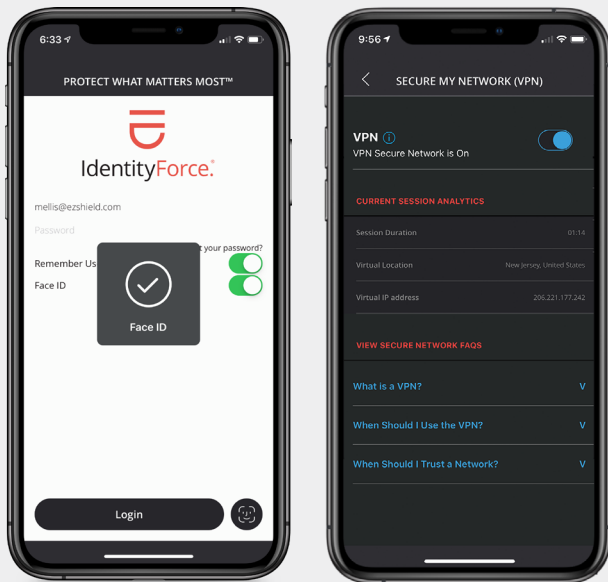 6:33
PROTECT WHAT MATTERS MOST™
IdentityForce.®
mellis@ezshield.com
Password
t your password?
Remember Us
Face ID
Face ID
Login
9:56
SECURE MY NETWORK (VPN)
VPN
VPN Secure Network is On
CURRENT SESSION ANALYTICS
Session Duration 01:14
Virtual Location New Jersey, United States
Virtual IP address 206.221.177.242
VIEW SECURE NETWORK FAQS
What is a VPN? V
When Should I Use the VPN? V
When Should I Trust a Network? V